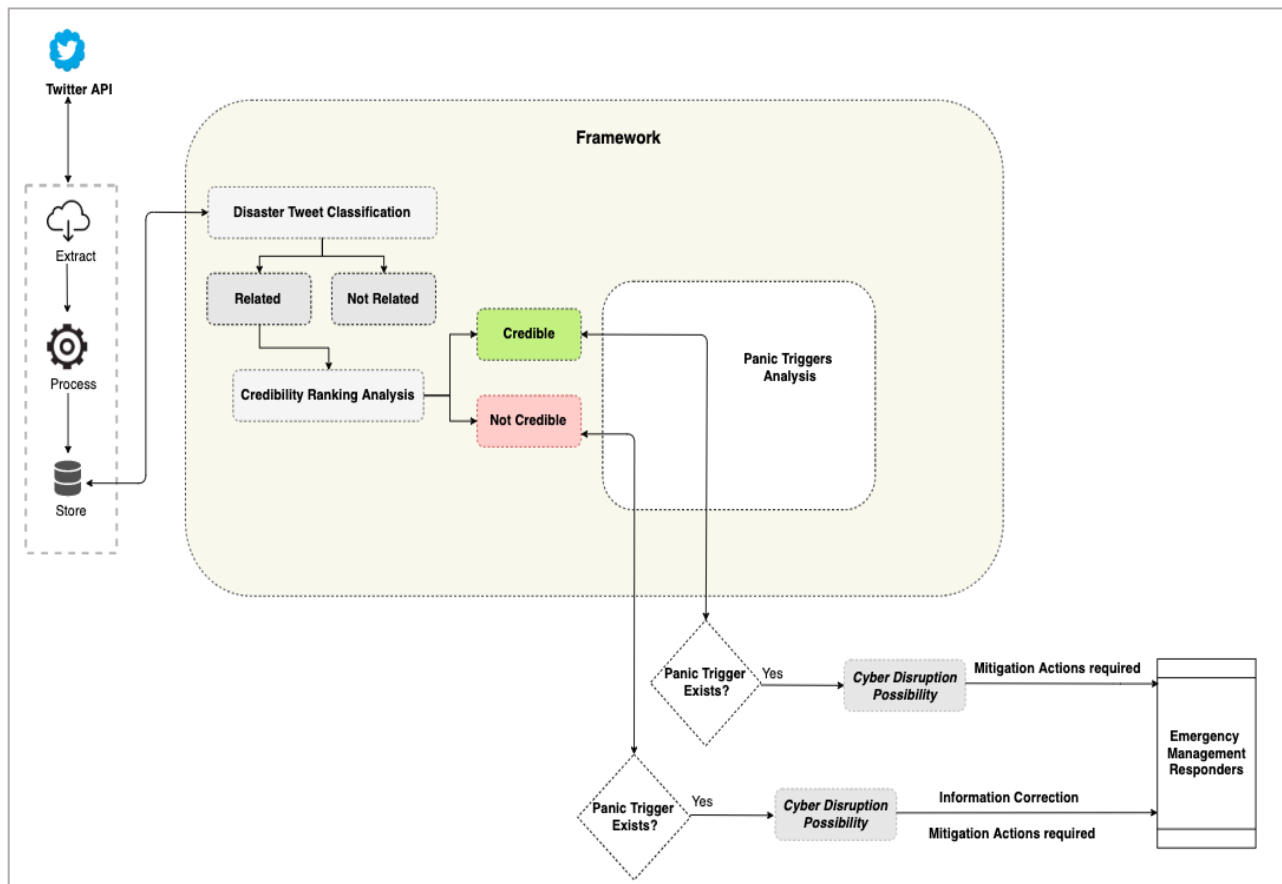 Twitter API
Extract
Process
Store
Framework
Disaster Tweet Classification
Related
Not Related
Credibility Ranking Analysis
Credible
Not Credible
Panic Triggers
Analysis
Panic Trigger
Exists?
Yes
Cyber Disruption
Possibility
Mitigation Actions required
Panic Trigger
Exists?
Yes
Cyber Disruption
Possibility
Information Correction
Mitigation Actions required
Emergency
Management
Responders